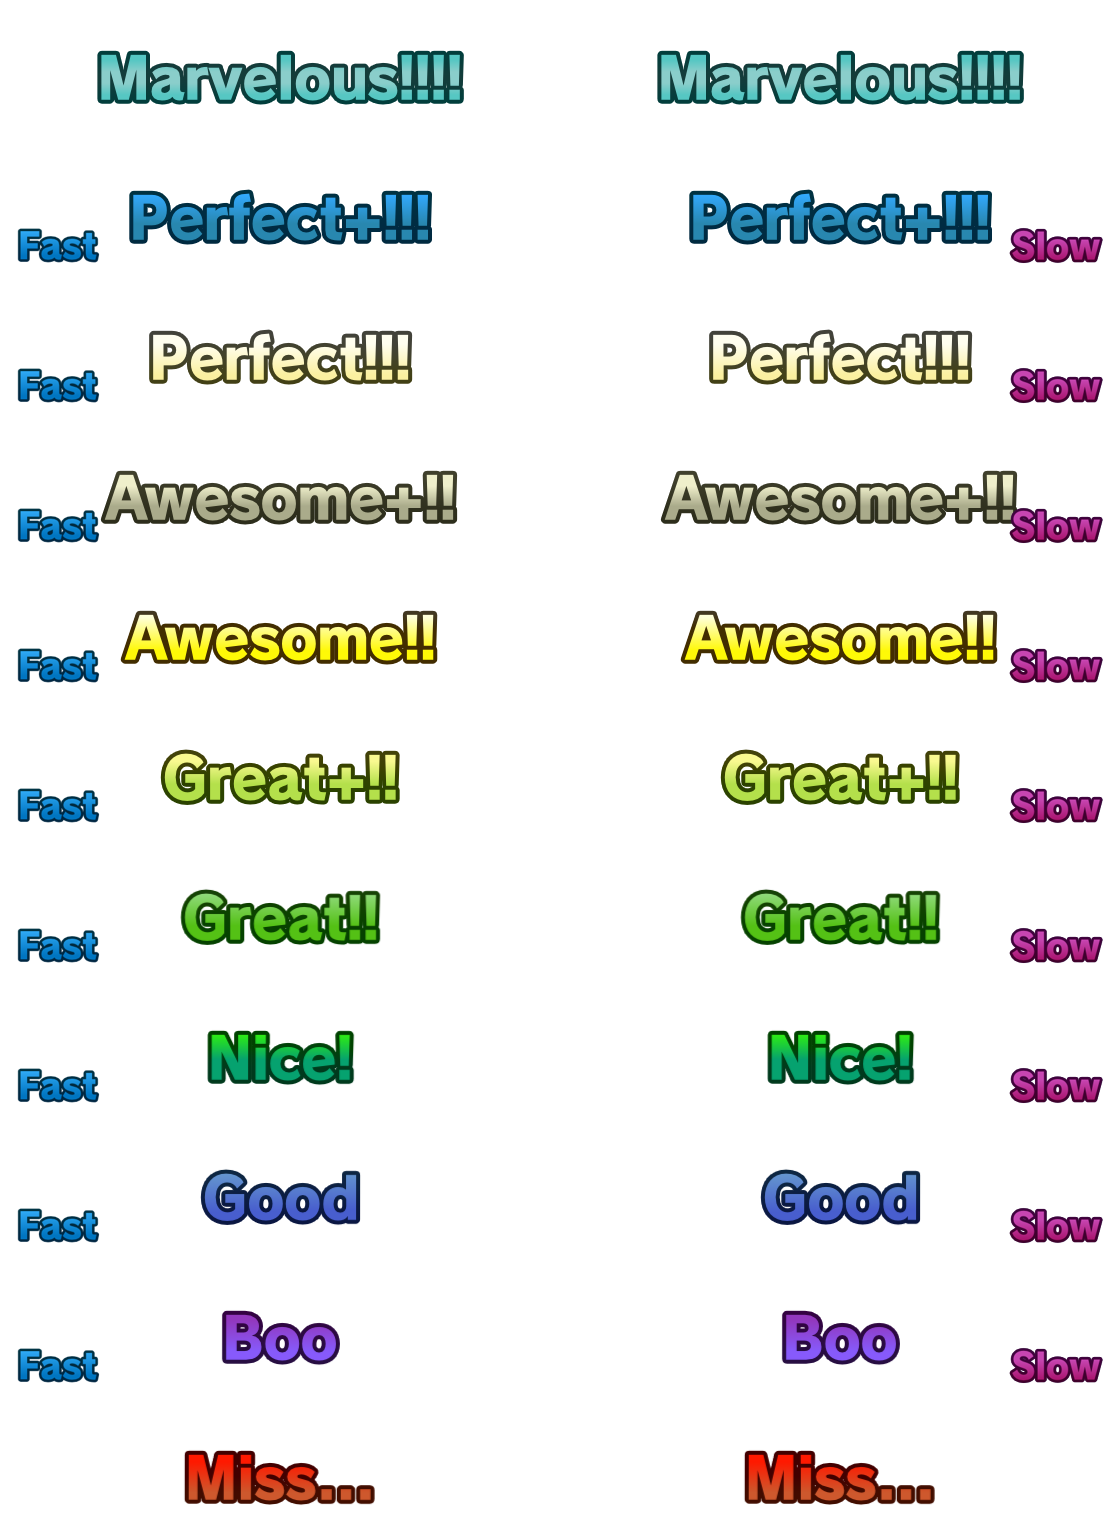 Marvelous!!!! Marvelous!!!!
Fast Perfect+!!! Perfect+!!! Slow
Fast Perfect!!! Perfect!!! Slow
Fast Awesome+!! Awesome+!! Slow
Fast Awesome!! Awesome!! Slow
Fast Great+!! Great+!! Slow
Fast Great!! Great!! Slow
Fast Nice! Nice! Slow
Fast Good Good Slow
Fast Boo Boo Slow
Miss... Miss...